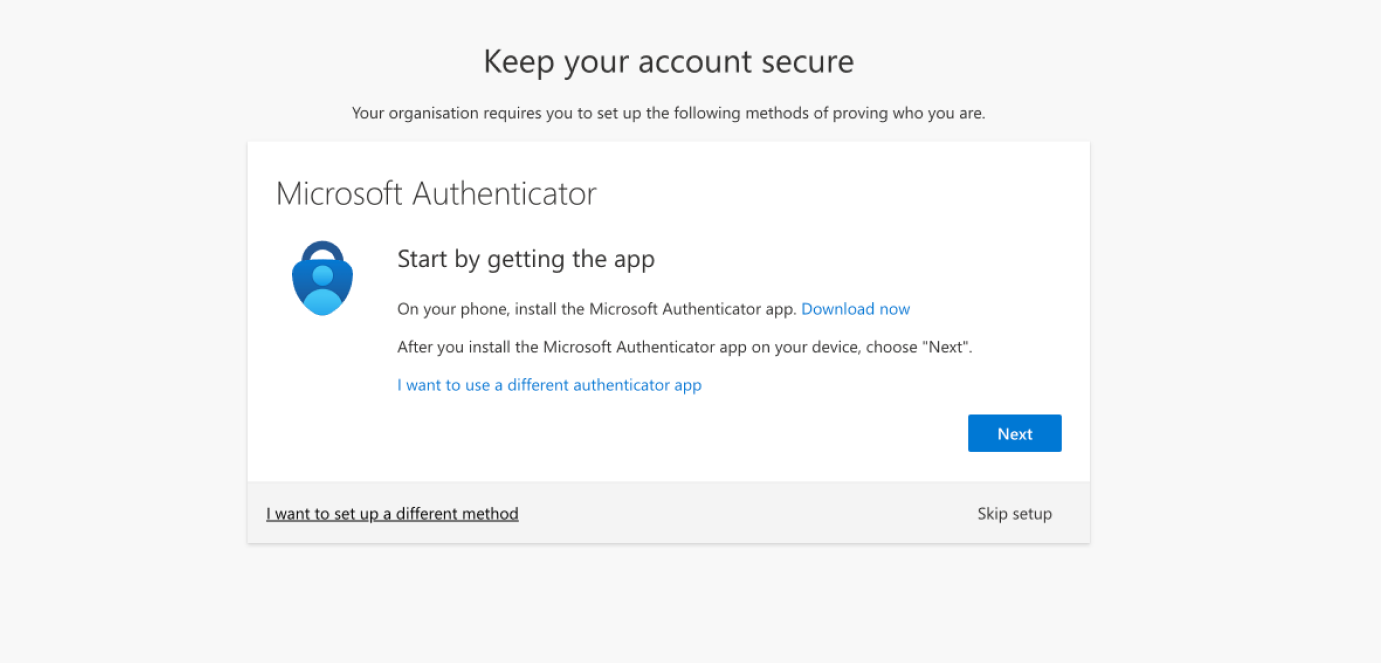 Keep your account secure
Your organisation requires you to set up the following methods of proving who you are.
Microsoft Authenticator
Start by getting the app
On your phone, install the Microsoft Authenticator app. Download now
After you install the Microsoft Authenticator app on your device, choose "Next".
I want to use a different authenticator app
Next
I want to set up a different method Skip setup